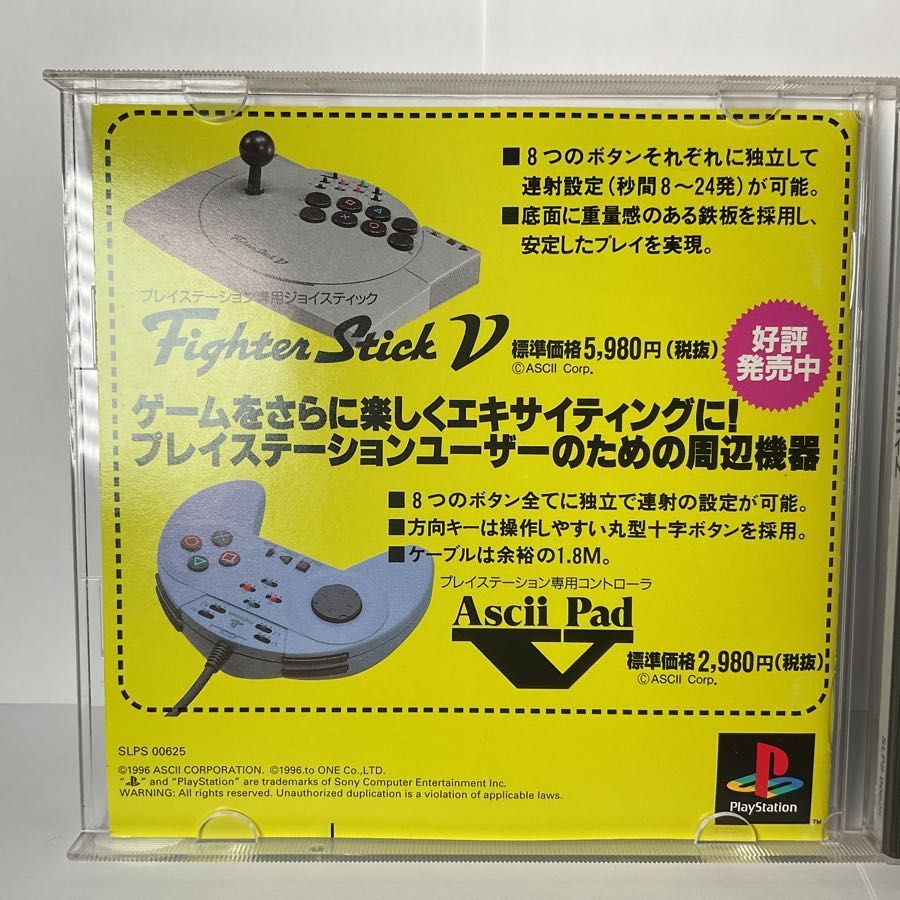 ■8つのボタンそれぞれに独立して
連射設定(秒間8〜24発)が可能。
■底面に重量感のある鉄板を採用し、
安定したプレイを実現。
Fighter Stick V
プレイステーション専用ジョイスティック
Fighter Stick V
標準価格5,980円(税抜)
©ASCII Corp.
好評
発売中
ゲームをさらに楽しくエキサイティングに!
プレイステーションユーザーのための周辺機器
■8つのボタン全てに独立で連射の設定が可能。
■方向キーは操作しやすい丸型十字ボタンを採用。
■ケーブルは余裕の1.8M。
プレイステーション専用コントローラ
Ascii Pad
V
標準価格2,980円(税抜)
©ASCII Corp.
SLPS 00625
©1996 ASCII CORPORATION. ©1996.to ONE Co.,LTD.
" " and "PlayStation" are trademarks of Sony Computer Entertainment Inc.
WARNING: All rights reserved. Unauthorized duplication is a violation of applicable laws.
PlayStation
™